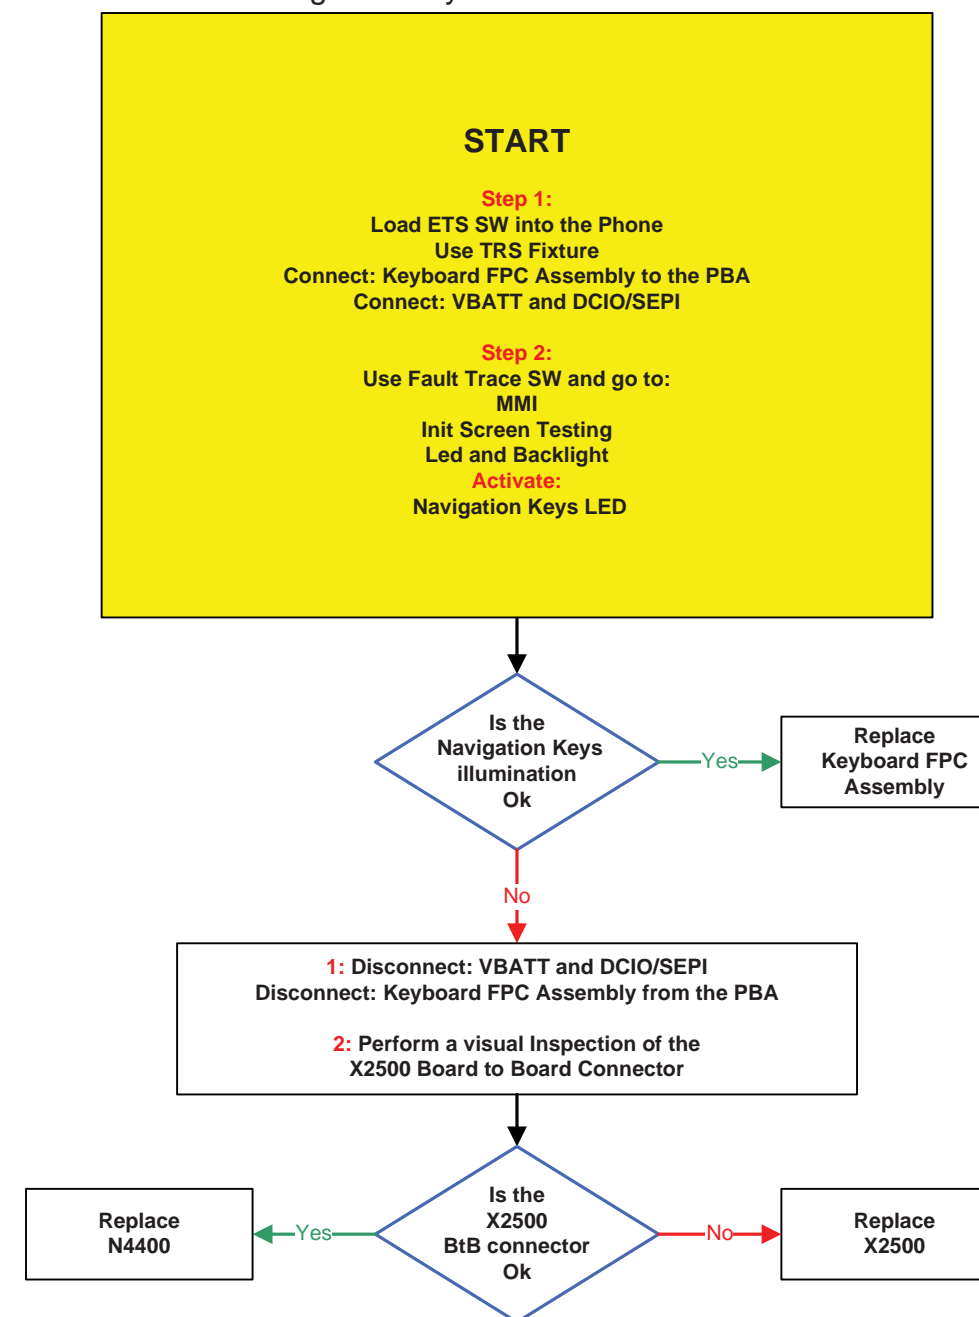 START
Step 1:
Load ETS SW into the Phone
Use TRS Fixture
Connect: Keyboard FPC Assembly to the PBA
Connect: VBATT and DCIO/SEPI
Step 2:
Use Fault Trace SW and go to:
MMI
Init Screen Testing
Led and Backlight
Activate:
Navigation Keys LED
Is the
Navigation Keys
illumination
Ok
Yes
Replace
Keyboard FPC
Assembly
No
1: Disconnect: VBATT and DCIO/SEPI
Disconnect: Keyboard FPC Assembly from the PBA
2: Perform a visual Inspection of the
X2500 Board to Board Connector
Replace
N4400
Yes
Is the
X2500
BtB connector
Ok
No
Replace
X2500